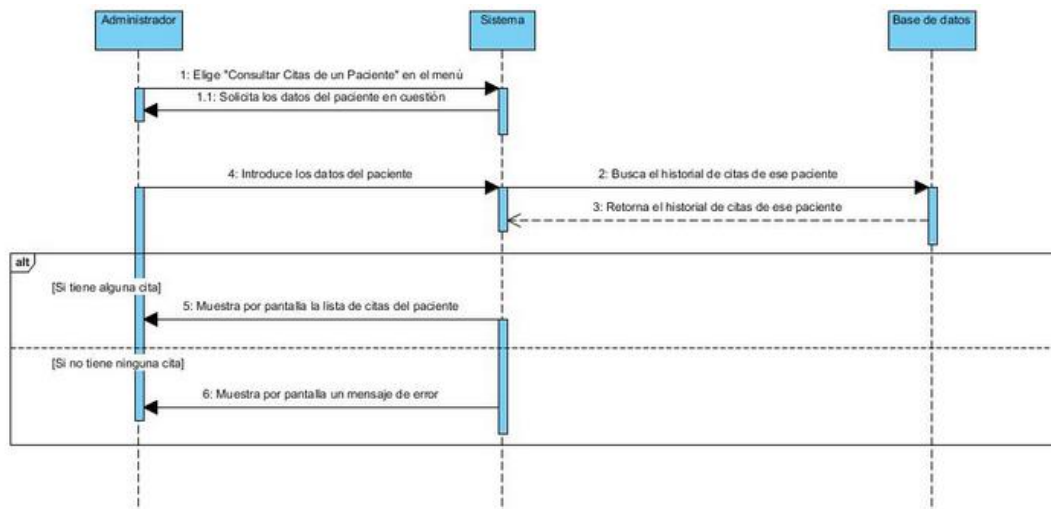 Administrador
Sistema
Base de datos
1: Elige "Consultar Citas de un Paciente" en el menú
1.1: Solicita los datos del paciente en cuestión
4: Introduce los datos del paciente
2: Busca el historial de citas de ese paciente
3: Retorna el historial de citas de ese paciente
alt
[Si tiene alguna cita]
5: Muestra por pantalla la lista de citas del paciente
[Si no tiene ninguna cita]
6: Muestra por pantalla un mensaje de error